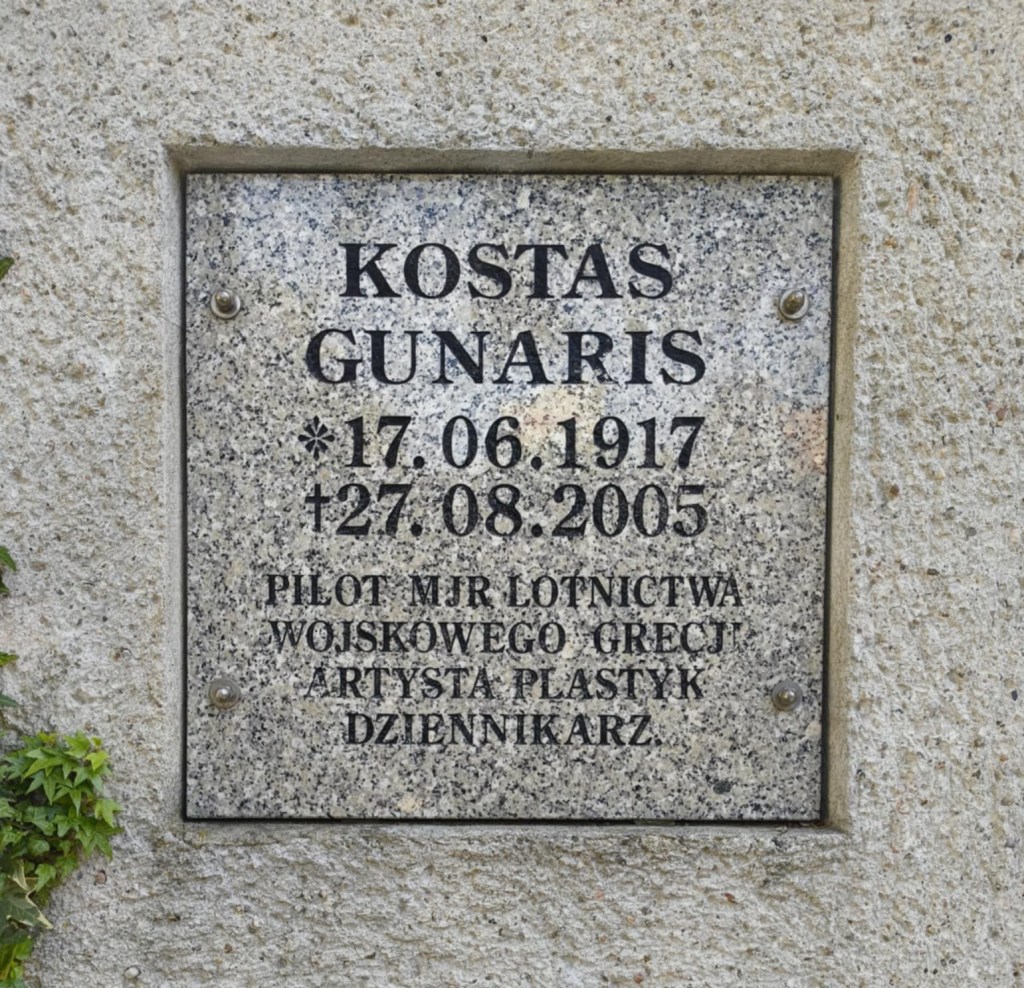 KOSTAS
GUNARIS
* 17.06.1917
†27.08.2005
PILOT MJR LOTNICTWA
WOJSKOWEGO GRECJI
ARTYSTA PLASTYK
DZIENNIKARZ.